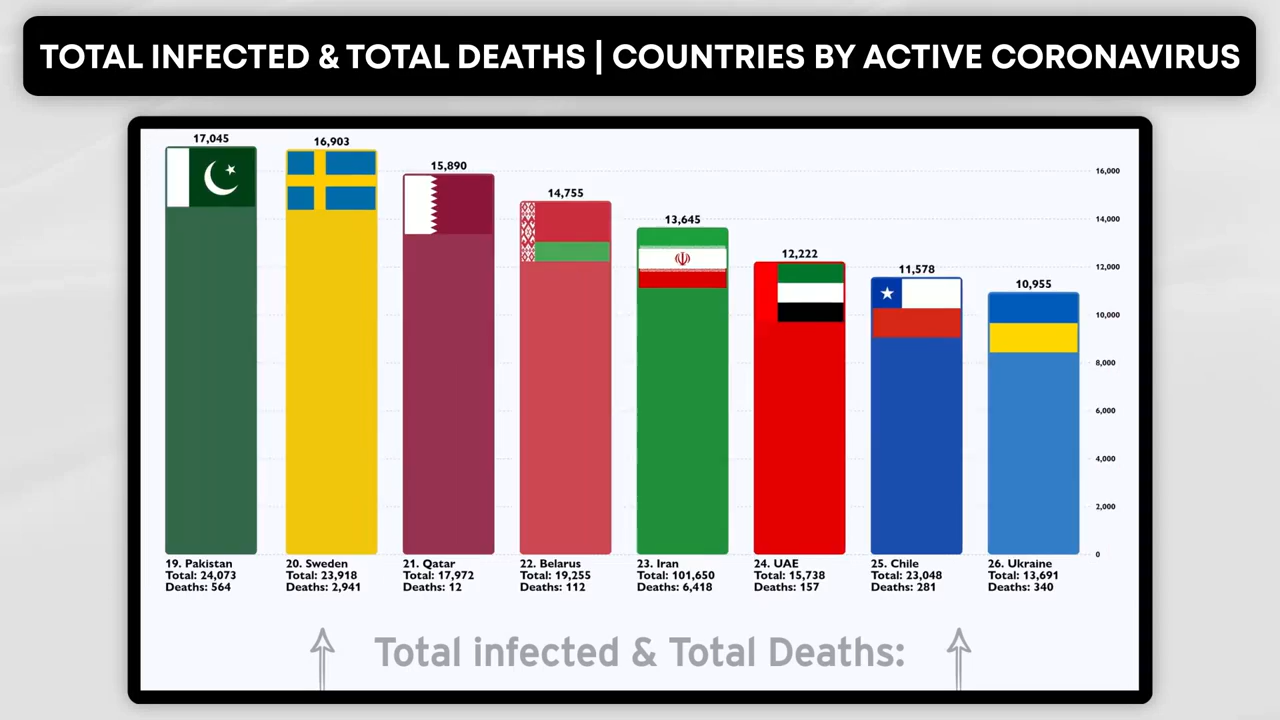 TOTAL INFECTED & TOTAL DEATHS | COUNTRIES BY ACTIVE CORONAVIRUS
17,045
16,903
15,890
14,755
13,645
12,222
11,578
10,955
16,000
14,000
12,000
10,000
8,000
6,000
4,000
2,000
0
19. Pakistan
Total: 24,073
Deaths: 564
20. Sweden
Total: 23,918
Deaths: 2,941
21. Qatar
Total: 17,972
Deaths: 12
22. Belarus
Total: 19,255
Deaths: 112
23. Iran
Total: 101,650
Deaths: 6,418
24. UAE
Total: 15,738
Deaths: 157
25. Chile
Total: 23,048
Deaths: 281
26. Ukraine
Total: 13,691
Deaths: 340
Total infected & Total Deaths: